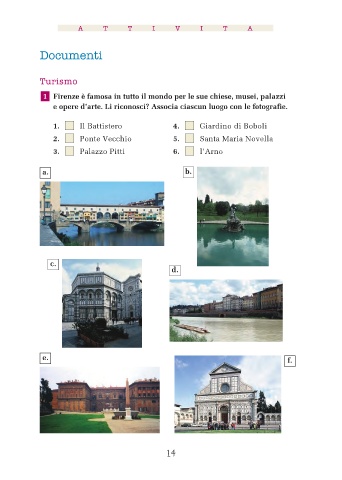 A T T I V I T A
Documenti
Turismo
1 Firenze è famosa in tutto il mondo per le sue chiese, musei, palazzi
e opere d'arte. Li riconosci? Associa ciascun luogo con le fotografie.
1. Il Battistero
2. Ponte Vecchio
3. Palazzo Pitti
4. Giardino di Boboli
5. Santa Maria Novella
6. l'Arno
a.
b.
c.
d.
e.
f.
14